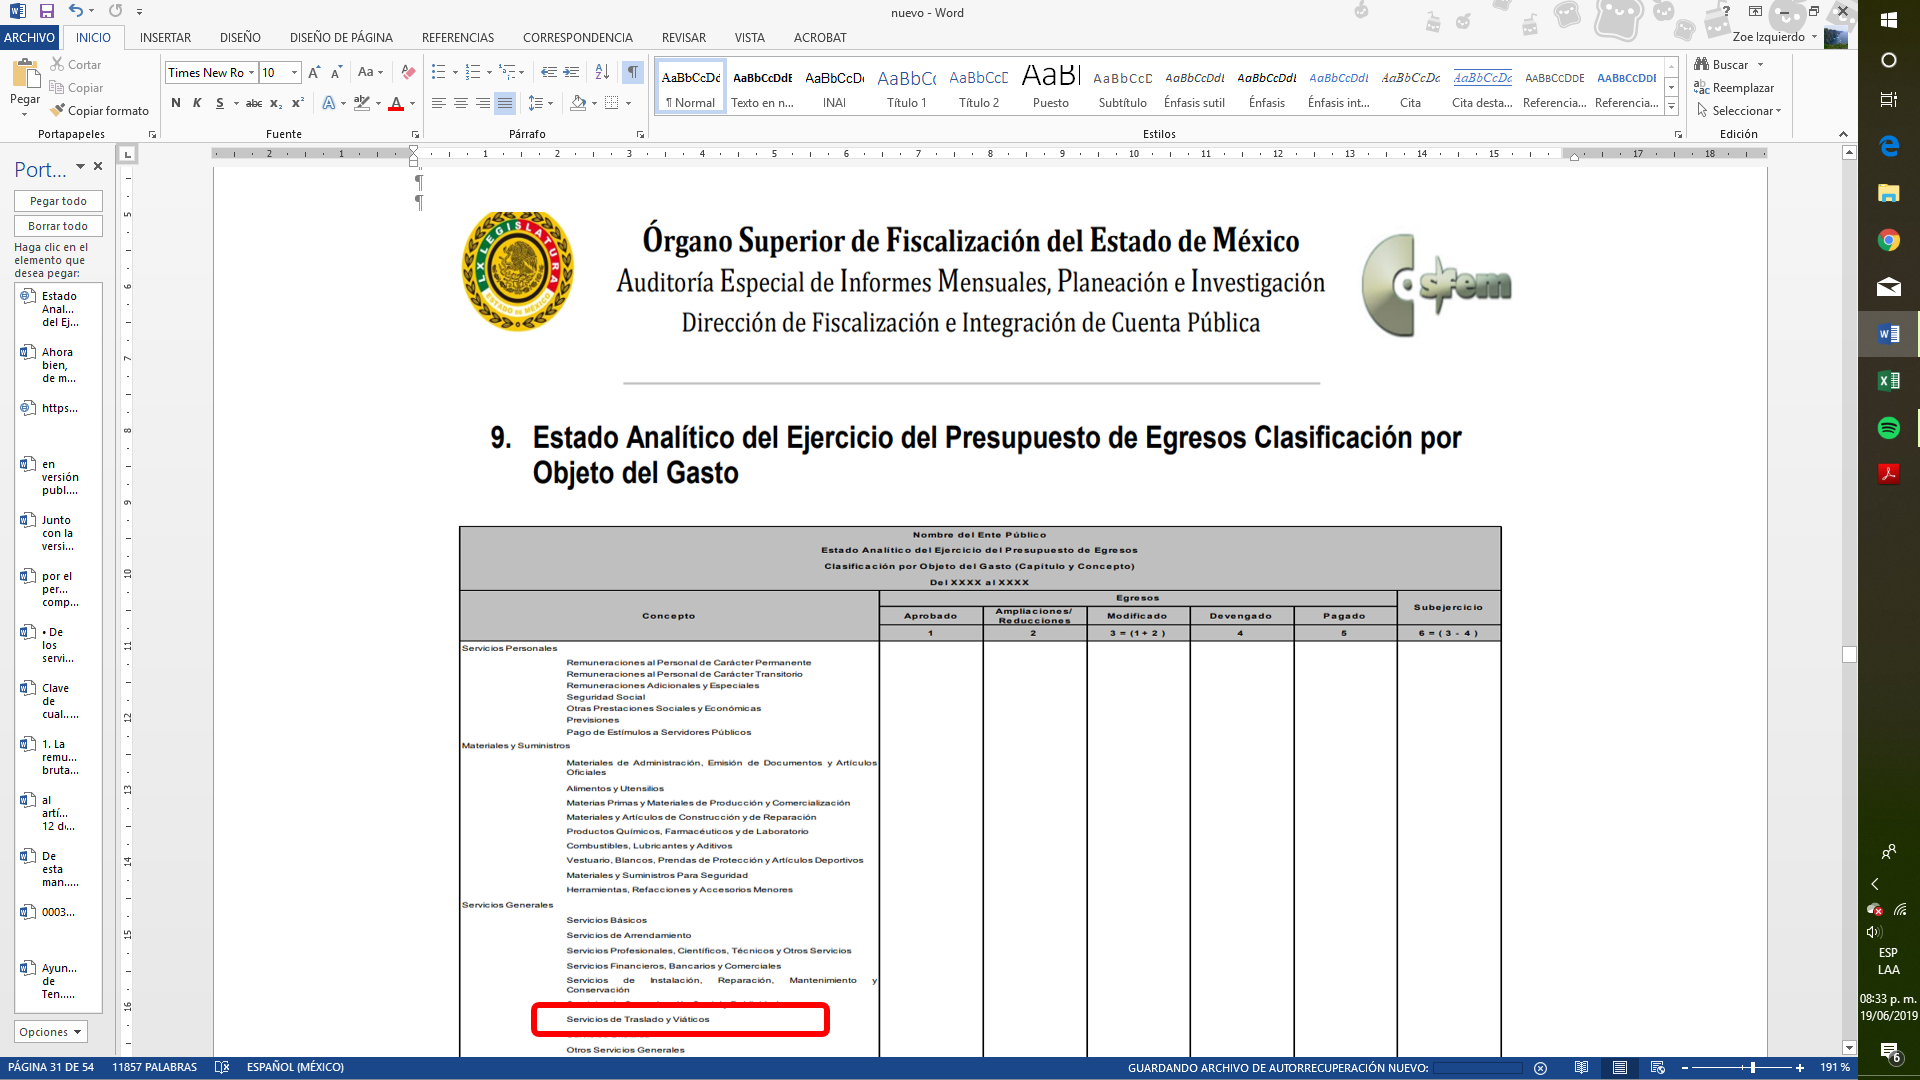 nuevo - Word
ARCHIVO INICIO INSERTAR DISEÑO DISEÑO DE PÁGINA REFERENCIAS CORRESPONDENCIA REVISAR VISTA ACROBAT
Zoe Izquierdo
Pegar
Cortar
Copiar
Copiar formato
Portapapeles
Times New Ro 10
N K S abc x₂ x²
Fuente
Párrafo
¶ Normal
Texto en n...
INAI
Título 1
Título 2
Puesto
Subtítulo
Énfasis sutil
Énfasis
Énfasis int...
Cita
Cita desta...
Referencia...
Referencia...
Estilos
Buscar
Reemplazar
Seleccionar
Edición
Port...
Pegar todo
Borrar todo
Haga clic en el
elemento que
desea pegar:
Estado
Anal...
del Ej...
Ahora
bien,
de m...
https...
en
versión
publ....
Junto
con la
versi...
por el
per...
comp...
• De
los
servi...
Clave
de
cual.....
1. La
remu...
bruta...
al
artí...
De
esta
man.....
0003...
Ayun...
de
Ten.....
Opciones
LX LEGISLATURA
ESTADO DE MÉXICO
Órgano Superior de Fiscalización del Estado de México
Auditoría Especial de Informes Mensuales, Planeación e Investigación
Dirección de Fiscalización e Integración de Cuenta Pública
osfem
9. Estado Analítico del Ejercicio del Presupuesto de Egresos Clasificación por
Objeto del Gasto
Nombre del Ente Público
Estado Analítico del Ejercicio del Presupuesto de Egresos
Clasificación por Objeto del Gasto (Capítulo y Concepto)
Del XXXX al XXXX
Concepto
Egresos
Subejercicio
Aprobado
Ampliaciones/
Reducciones
Modificado
Devengado
Pagado
1 2 3 = (1 + 2 ) 4 5 6 = ( 3 - 4 )
Servicios Personales
Remuneraciones al Personal de Carácter Permanente
Remuneraciones al Personal de Carácter Transitorio
Remuneraciones Adicionales y Especiales
Seguridad Social
Otras Prestaciones Sociales y Económicas
Previsiones
Pago de Estímulos a Servidores Públicos
Materiales y Suministros
Materiales de Administración, Emisión de Documentos y Artículos
Oficiales
Alimentos y Utensilios
Materias Primas y Materiales de Producción y Comercialización
Materiales y Artículos de Construcción y de Reparación
Productos Químicos, Farmacéuticos y de Laboratorio
Combustibles, Lubricantes y Aditivos
Vestuario, Blancos, Prendas de Protección y Artículos Deportivos
Materiales y Suministros Para Seguridad
Herramientas, Refacciones y Accesorios Menores
Servicios Generales
Servicios Básicos
Servicios de Arrendamiento
Servicios Profesionales, Científicos, Técnicos y Otros Servicios
Servicios Financieros, Bancarios y Comerciales
Servicios de Instalación, Reparación, Mantenimiento y
Conservación
Servicios de Traslado y Viáticos
Otros Servicios Generales
PÁGINA 31 DE 54 11857 PALABRAS ESPAÑOL (MÉXICO)
GUARDANDO ARCHIVO DE AUTORRECUPERACIÓN NUEVO:
191 %
ESP
LAA
08:33 p. m.
19/06/2019
6